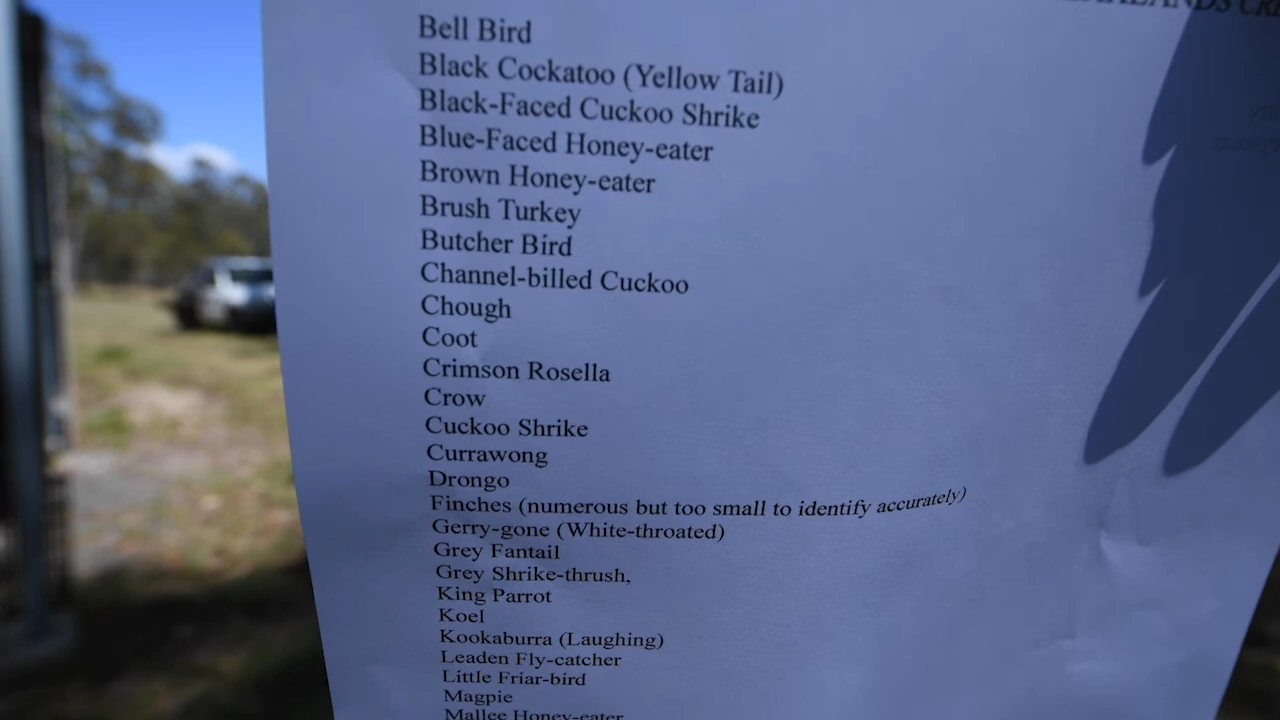 Bell Bird
Black Cockatoo (Yellow Tail)
Black-Faced Cuckoo Shrike
Blue-Faced Honey-eater
Brown Honey-eater
Brush Turkey
Butcher Bird
Channel-billed Cuckoo
Chough
Coot
Crimson Rosella
Crow
Cuckoo Shrike
Currawong
Drongo
Finches (numerous but too small to identify accurately)
Gerry-gone (White-throated)
Grey Fantail
Grey Shrike-thrush,
King Parrot
Koel
Kookaburra (Laughing)
Leaden Fly-catcher
Little Friar-bird
Magpie
Mallee Honey-eater